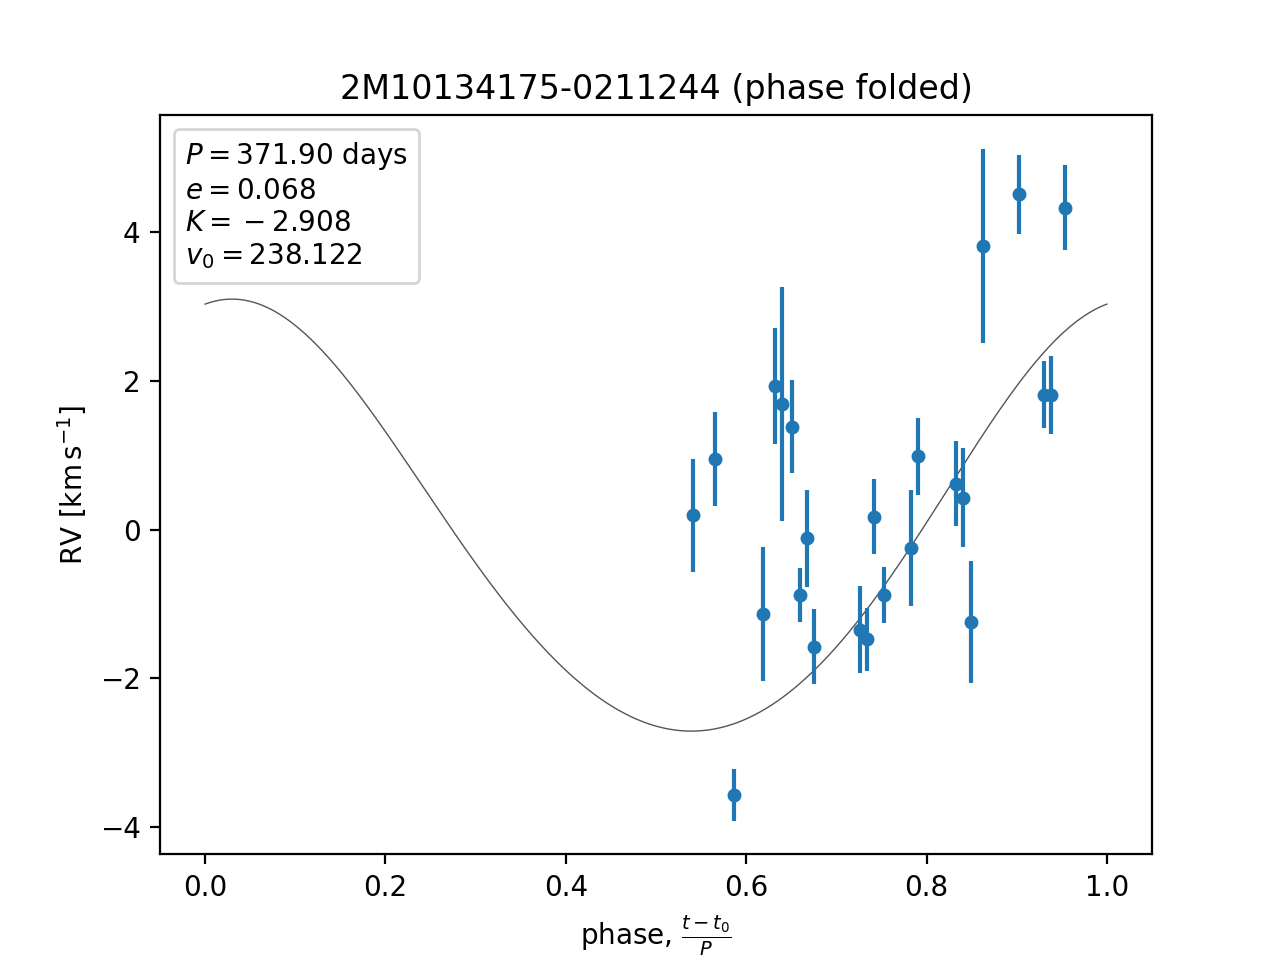 2M10134175-0211244 (phase folded)
P = 371.90 days
e = 0.068
K = −2.908
v₀ = 238.122
RV [km s⁻¹]
4
2
0
−2
−4
0.0 0.2 0.4 0.6 0.8 1.0
phase, (t − t₀)/P